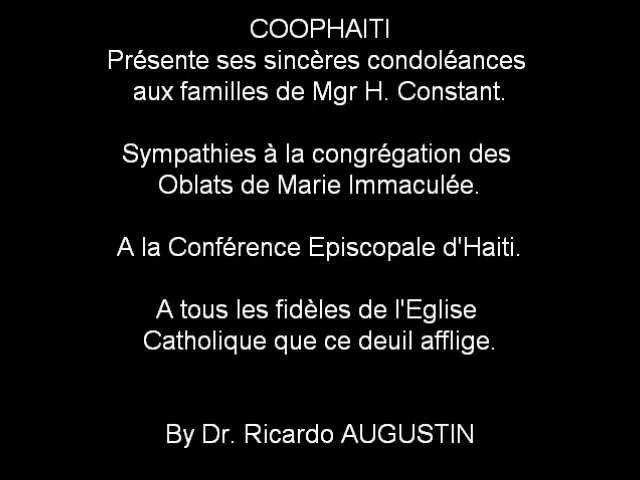 COOPHAITI
Présente ses sincères condoléances
aux familles de Mgr H. Constant.
Sympathies à la congrégation des
Oblats de Marie Immaculée.
A la Conférence Episcopale d'Haiti.
A tous les fidèles de l'Eglise
Catholique que ce deuil afflige.
By Dr. Ricardo AUGUSTIN